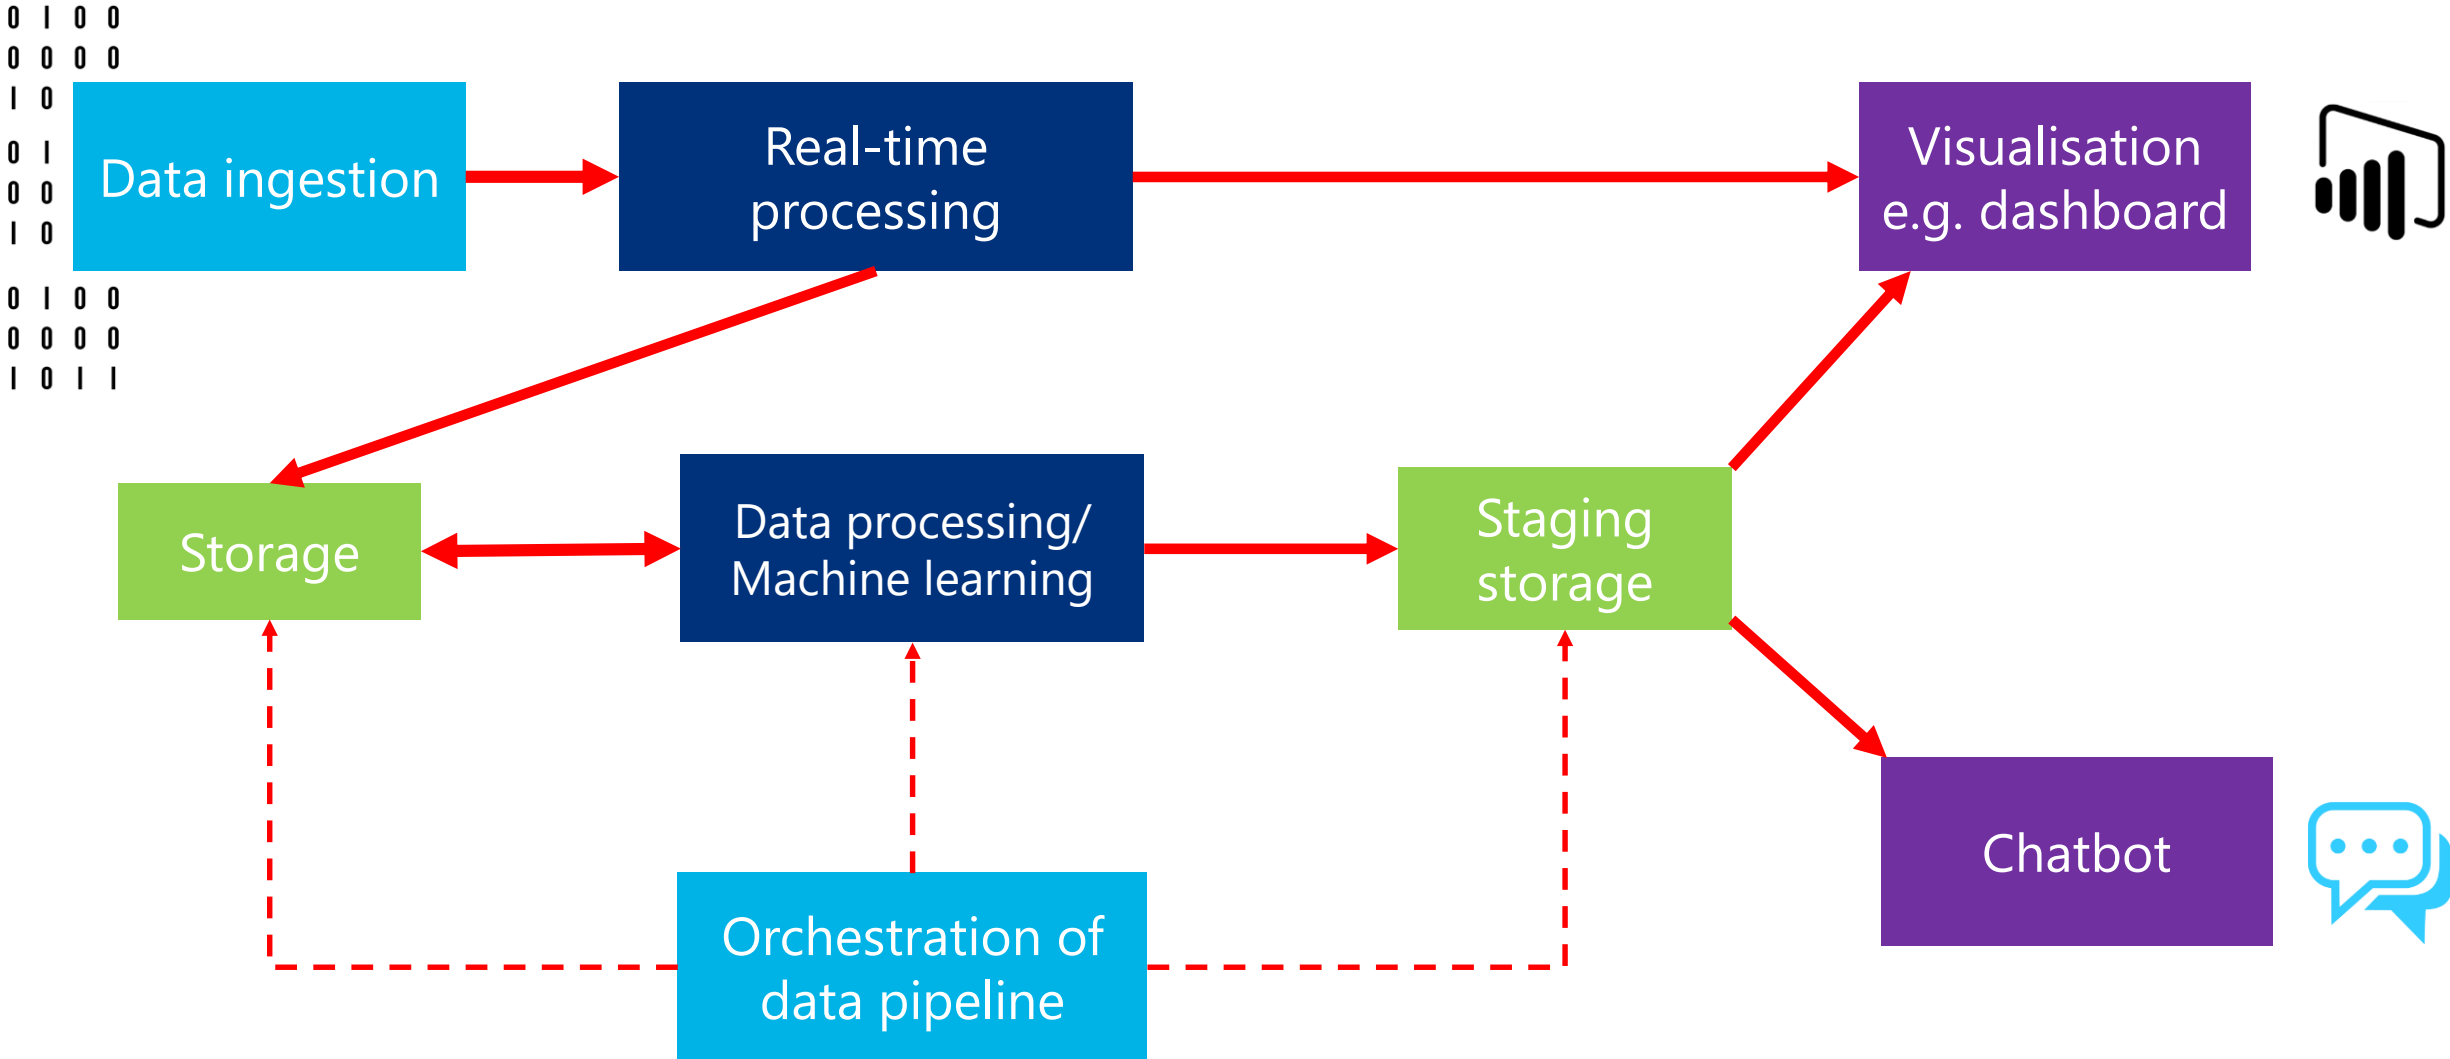 0 1 0 0
0 0 0 0
1 0
0 1
0 0
1 0
0 1 0 0
0 0 0 0
1 0 1 1
Data ingestion
Real-time
processing
Visualisation
e.g. dashboard
Storage
Data processing/
Machine learning
Staging
storage
Orchestration of
data pipeline
Chatbot